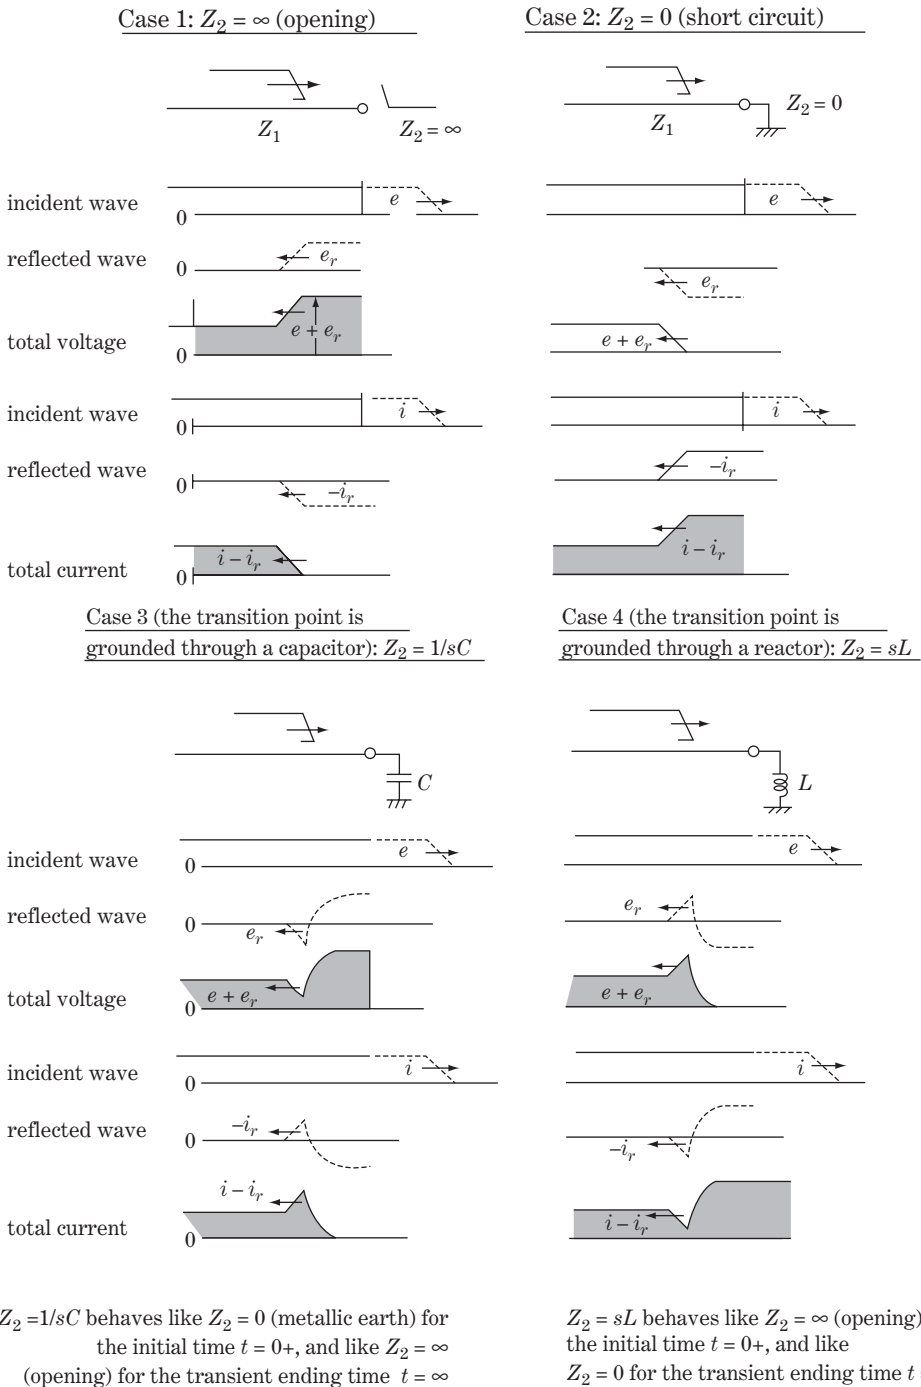 Case 1: Z₂ = ∞ (opening)
Z₁
Z₂ = ∞
incident wave
0
e
reflected wave
0
eᵣ
total voltage
0
e + eᵣ
incident wave
0
i
reflected wave
0
–iᵣ
total current
0
i – iᵣ
Case 2: Z₂ = 0 (short circuit)
Z₁
Z₂ = 0
e
eᵣ
e + eᵣ
i
–iᵣ
i – iᵣ
Case 3 (the transition point is
grounded through a capacitor): Z₂ = 1/sC
C
incident wave
0
e
reflected wave
0
eᵣ
total voltage
0
e + eᵣ
incident wave
0
i
reflected wave
0
–iᵣ
total current
0
i – iᵣ
Z₂ =1/sC behaves like Z₂ = 0 (metallic earth) for
the initial time t = 0+, and like Z₂ = ∞
(opening) for the transient ending time t = ∞
Case 4 (the transition point is
grounded through a reactor): Z₂ = sL
L
e
eᵣ
e + eᵣ
i
–iᵣ
i – iᵣ
Z₂ = sL behaves like Z₂ = ∞ (opening)
the initial time t = 0+, and like
Z₂ = 0 for the transient ending time t